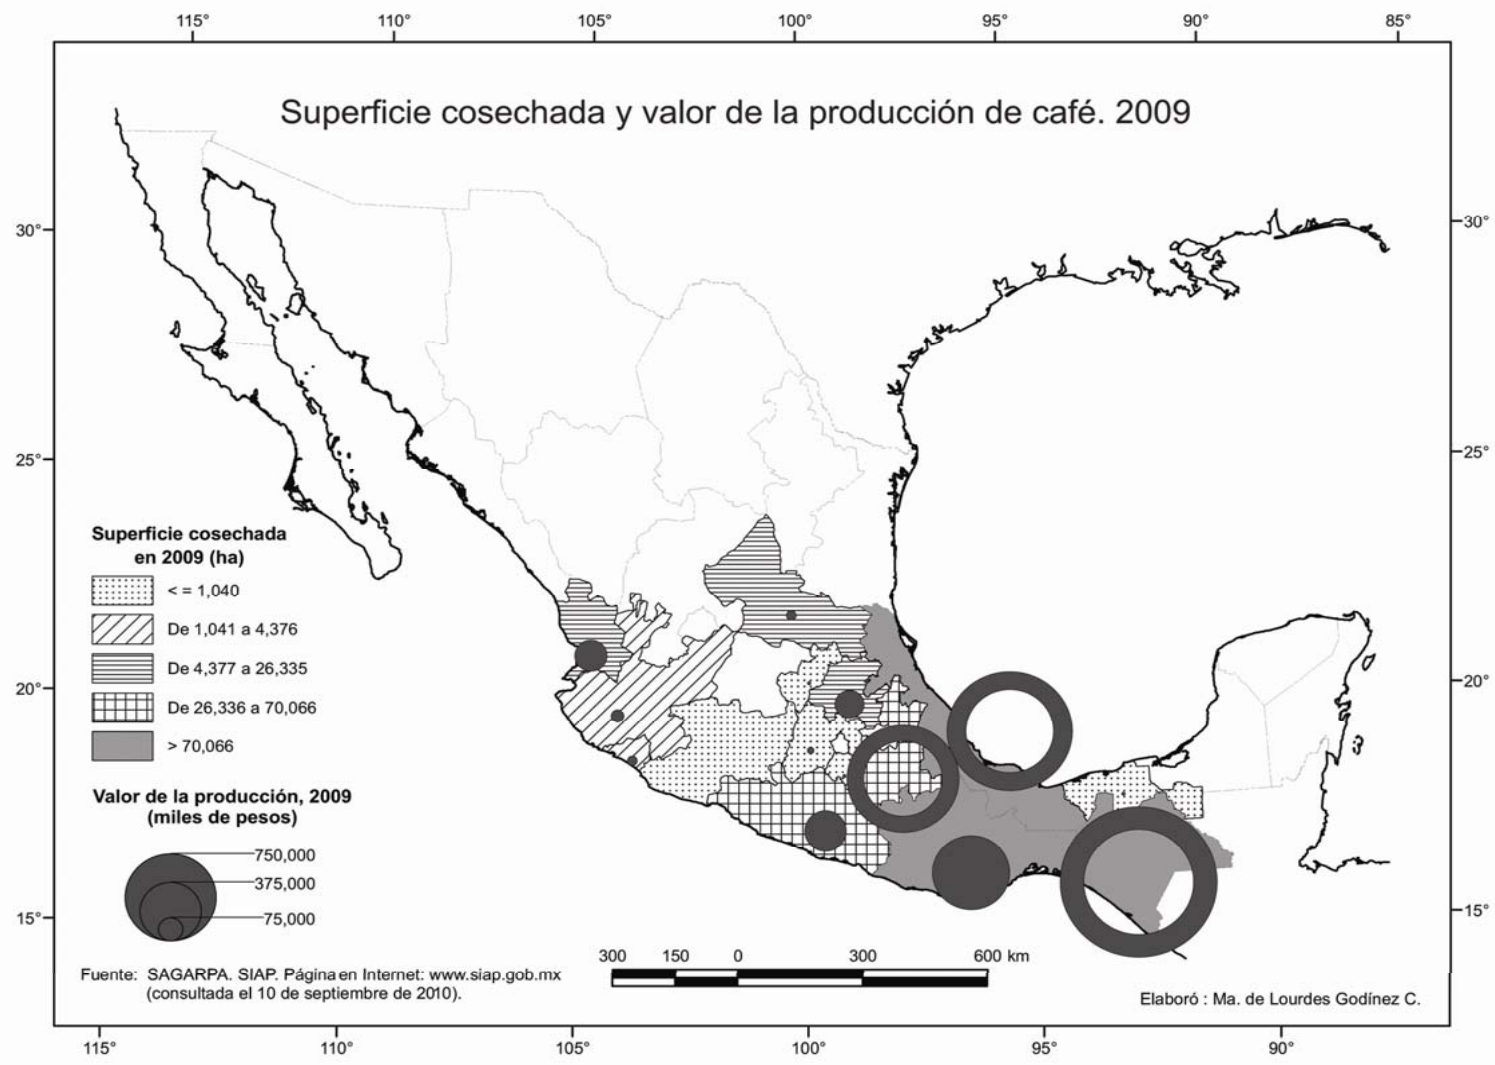 115° 110° 105° 100° 95° 90° 85°
Superficie cosechada y valor de la producción de café. 2009
30° 30°
25° 25°
20° 20°
15° 15°
Superficie cosechada
en 2009 (ha)
< = 1,040
De 1,041 a 4,376
De 4,377 a 26,335
De 26,336 a 70,066
> 70,066
Valor de la producción, 2009
(miles de pesos)
750,000
375,000
75,000
300 150 0 300 600 km
Fuente: SAGARPA. SIAP. Página en Internet: www.siap.gob.mx
(consultada el 10 de septiembre de 2010).
Elaboró : Ma. de Lourdes Godínez C.
115° 110° 105° 100° 95° 90°